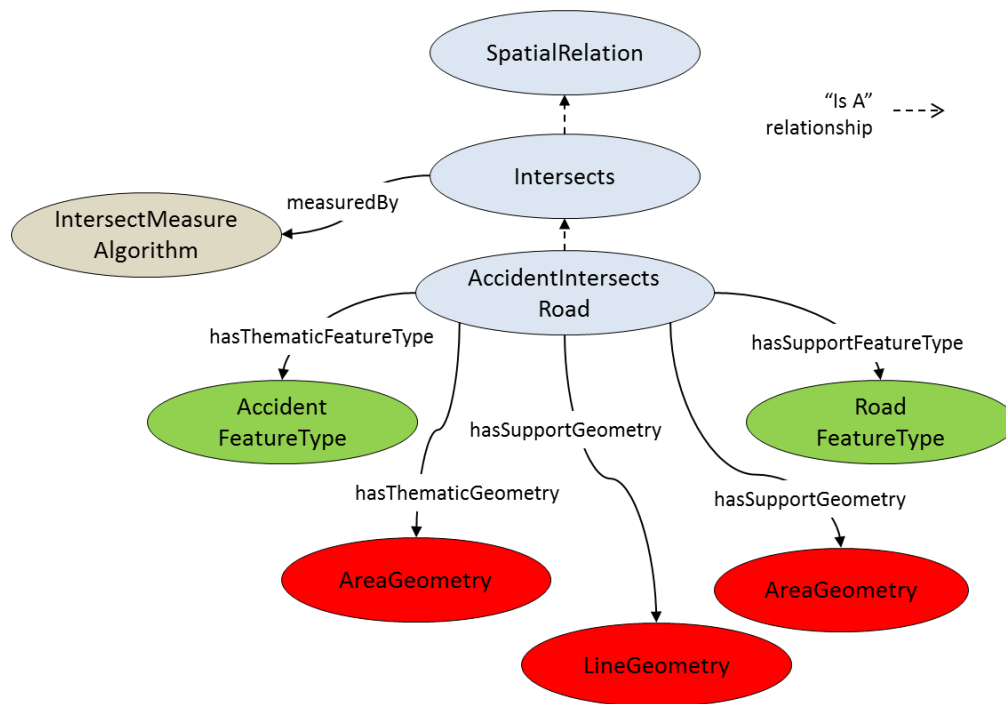 SpatialRelation
“Is A”
relationship
Intersects
measuredBy
IntersectMeasure
Algorithm
AccidentIntersects
Road
hasThematicFeatureType
hasSupportFeatureType
Accident
FeatureType
Road
FeatureType
hasSupportGeometry
hasThematicGeometry
hasSupportGeometry
AreaGeometry
AreaGeometry
LineGeometry